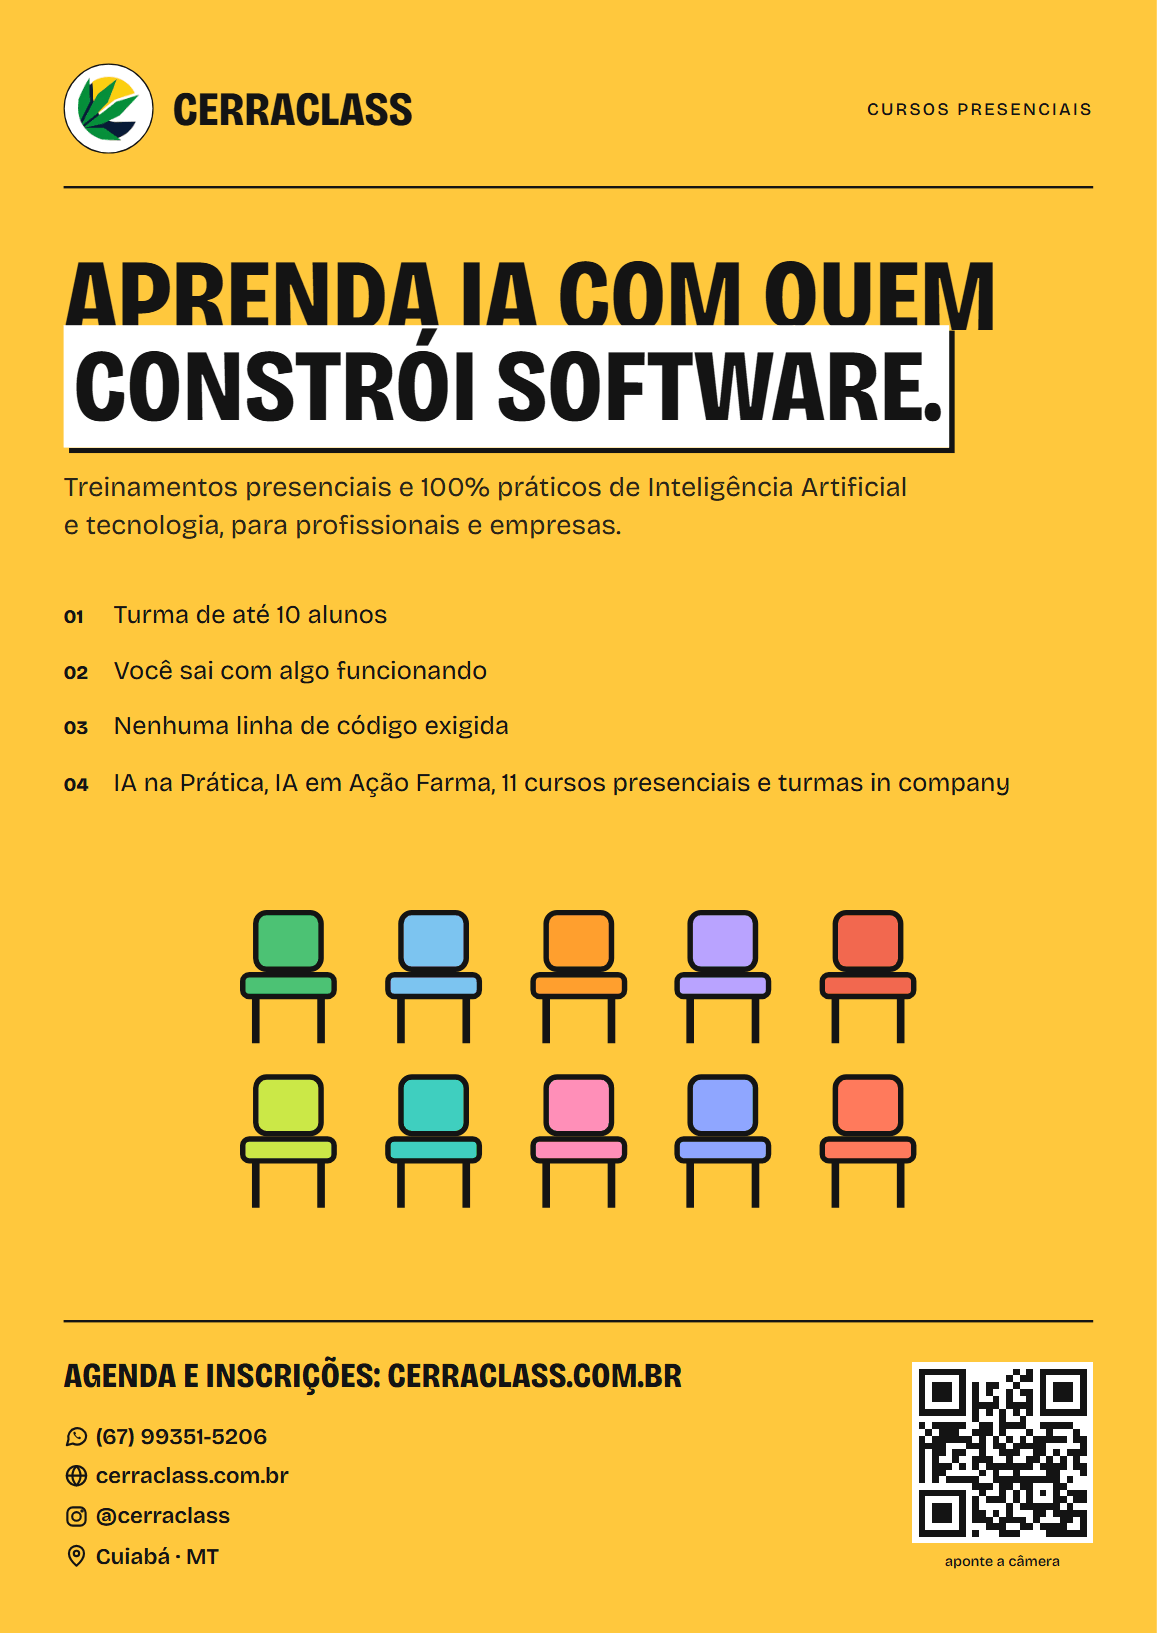 CERRACLASS
CURSOS PRESENCIAIS
APRENDA IA COM QUEM
CONSTRÓI SOFTWARE.
Treinamentos presenciais e 100% práticos de Inteligência Artificial
e tecnologia, para profissionais e empresas.
01 Turma de até 10 alunos
02 Você sai com algo funcionando
03 Nenhuma linha de código exigida
04 IA na Prática, IA em Ação Farma, 11 cursos presenciais e turmas in company
AGENDA E INSCRIÇÕES: CERRACLASS.COM.BR
(67) 99351-5206
cerraclass.com.br
@cerraclass
Cuiabá · MT
aponte a câmera